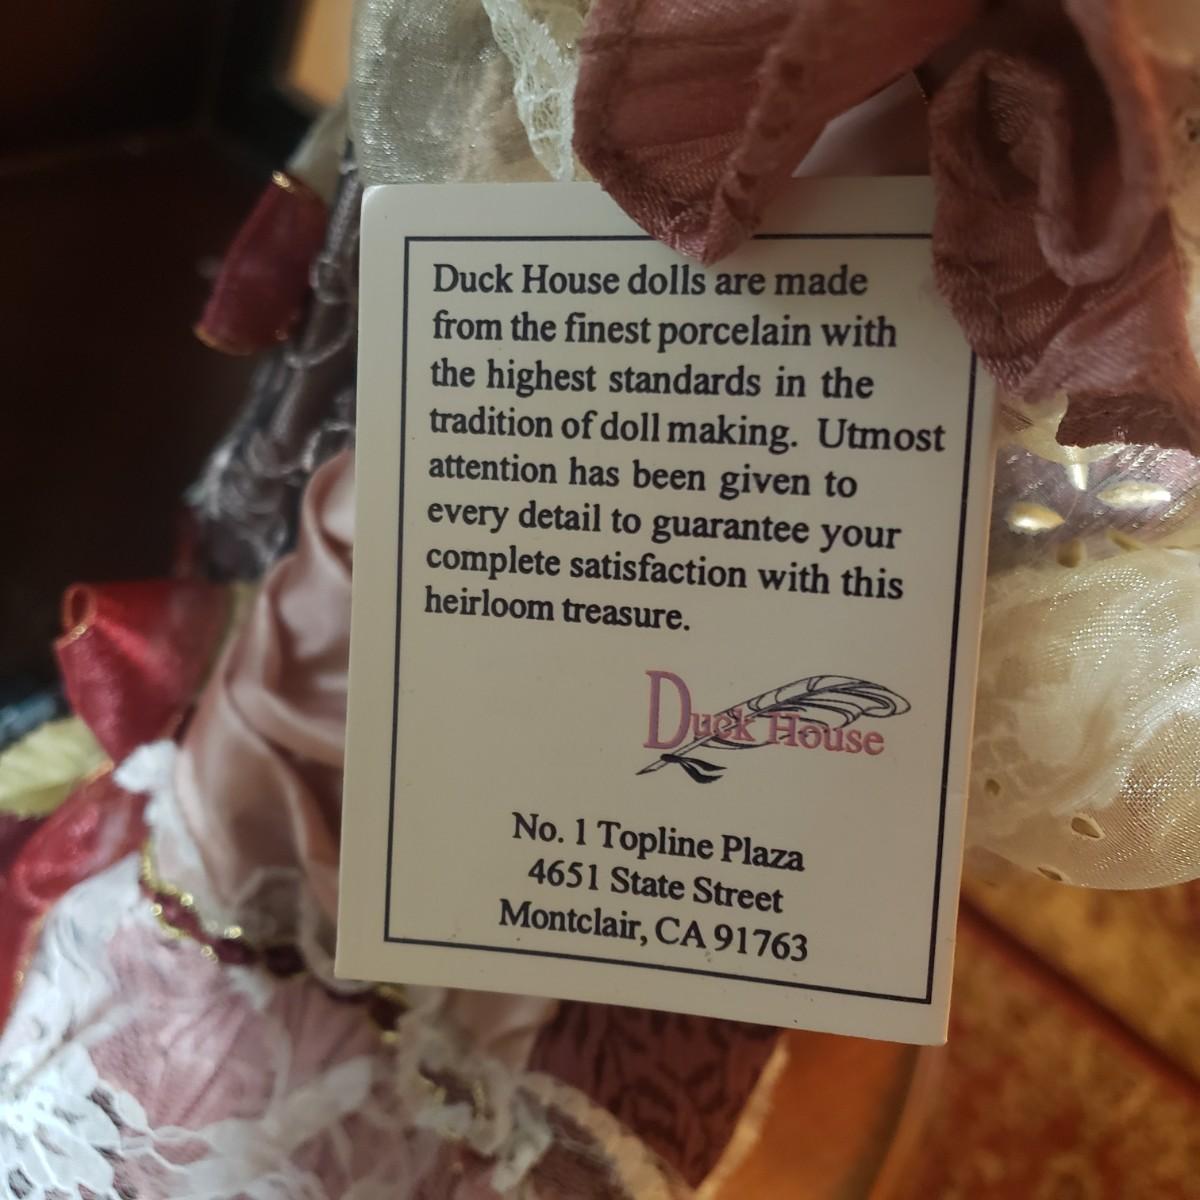 Duck House dolls are made
from the finest porcelain with
the highest standards in the
tradition of doll making. Utmost
attention has been given to
every detail to guarantee your
complete satisfaction with this
heirloom treasure.
Duck House
No. 1 Topline Plaza
4651 State Street
Montclair, CA 91763